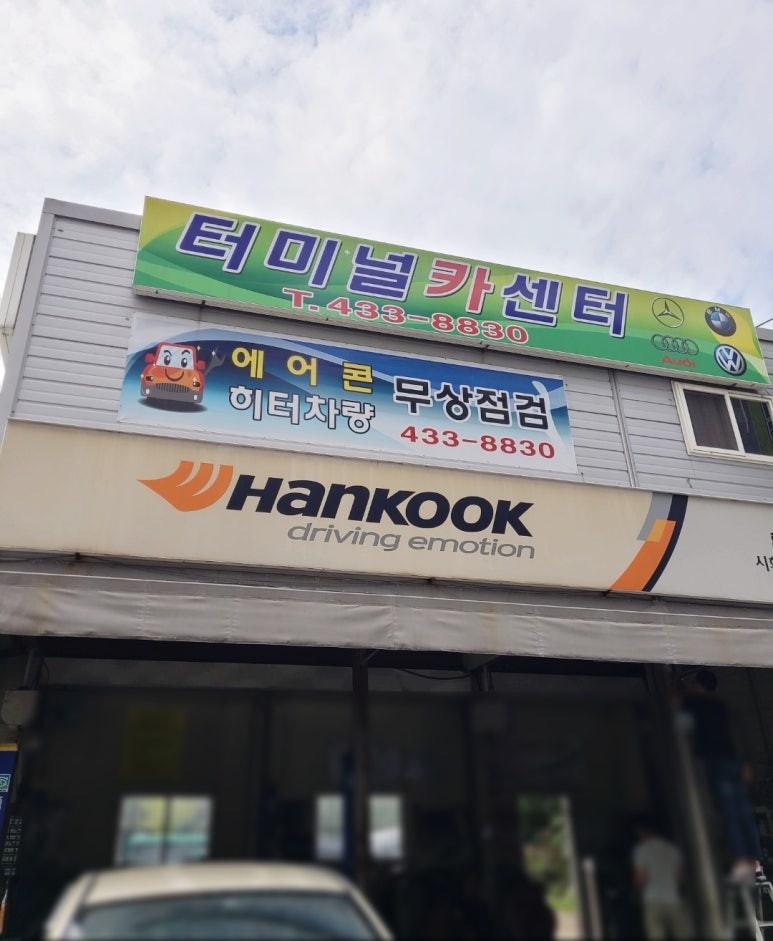 터미널카센터
T. 433-8830
Audi
에어콘
히터차량
무상점검
433-8830
HANKOOK
driving emotion